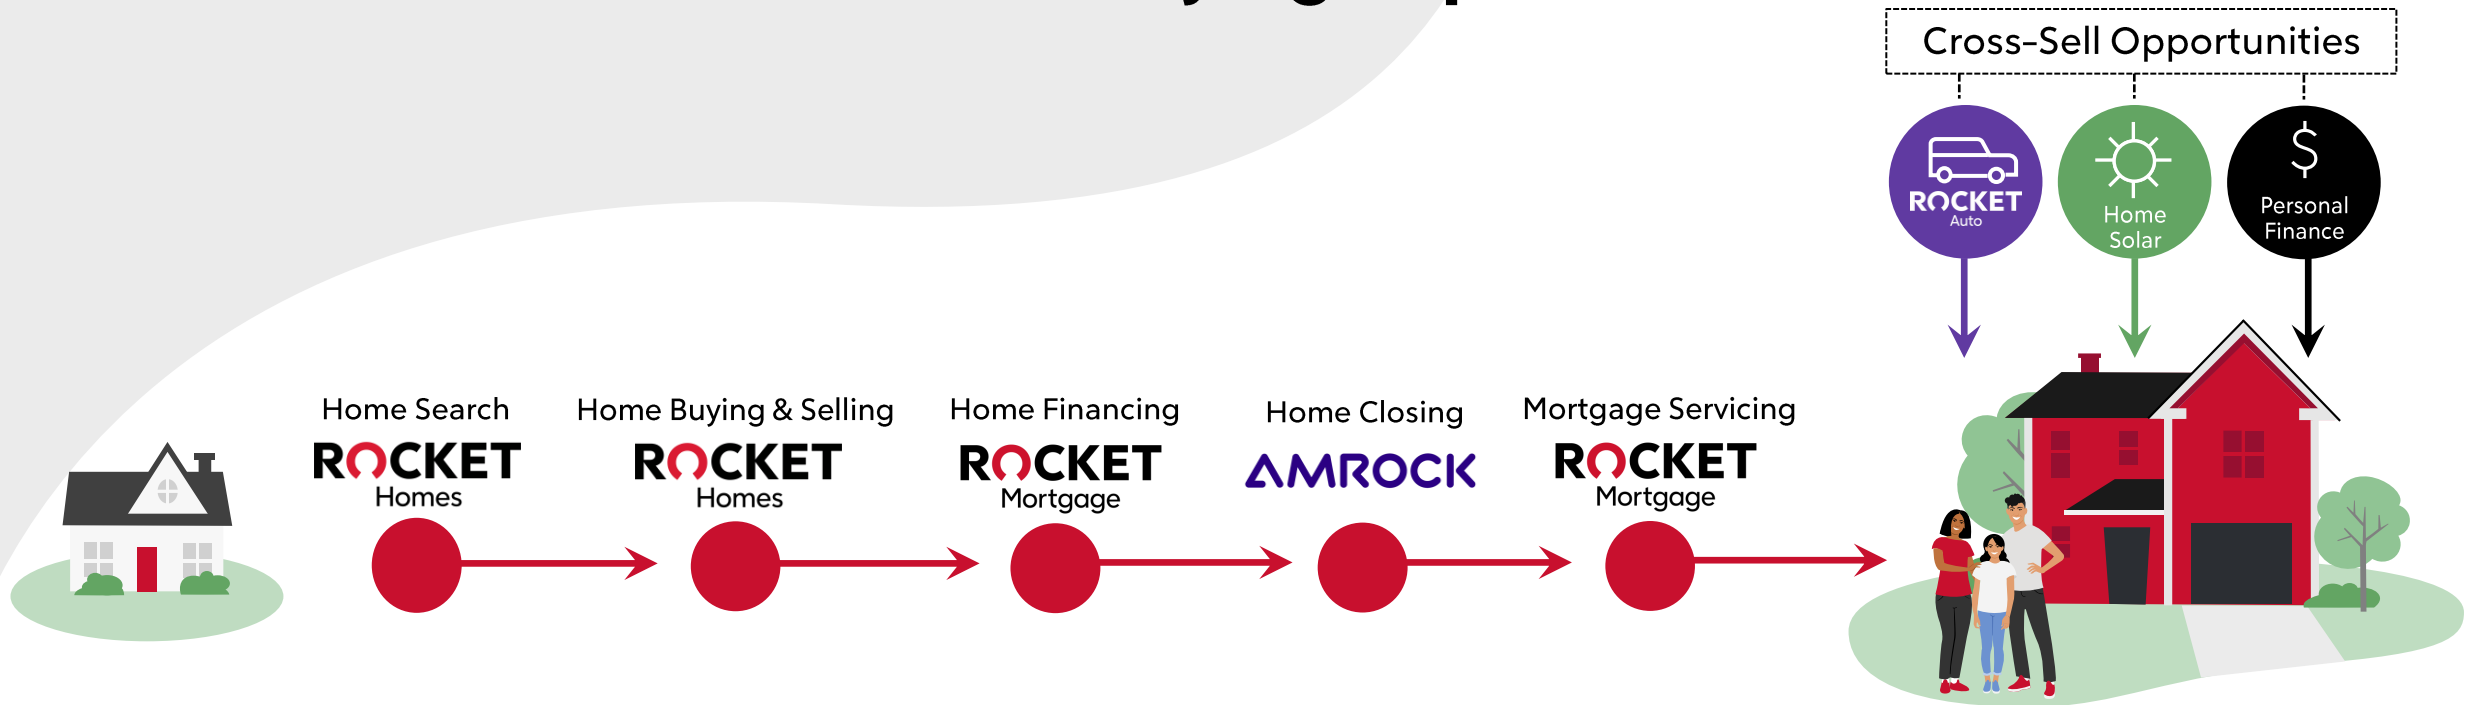 Cross-Sell Opportunities
ROCKET
Auto
Home
Solar
$
Personal
Finance
Home Search
ROCKET
Homes
Home Buying & Selling
ROCKET
Homes
Home Financing
ROCKET
Mortgage
Home Closing
AMROCK
Mortgage Servicing
ROCKET
Mortgage